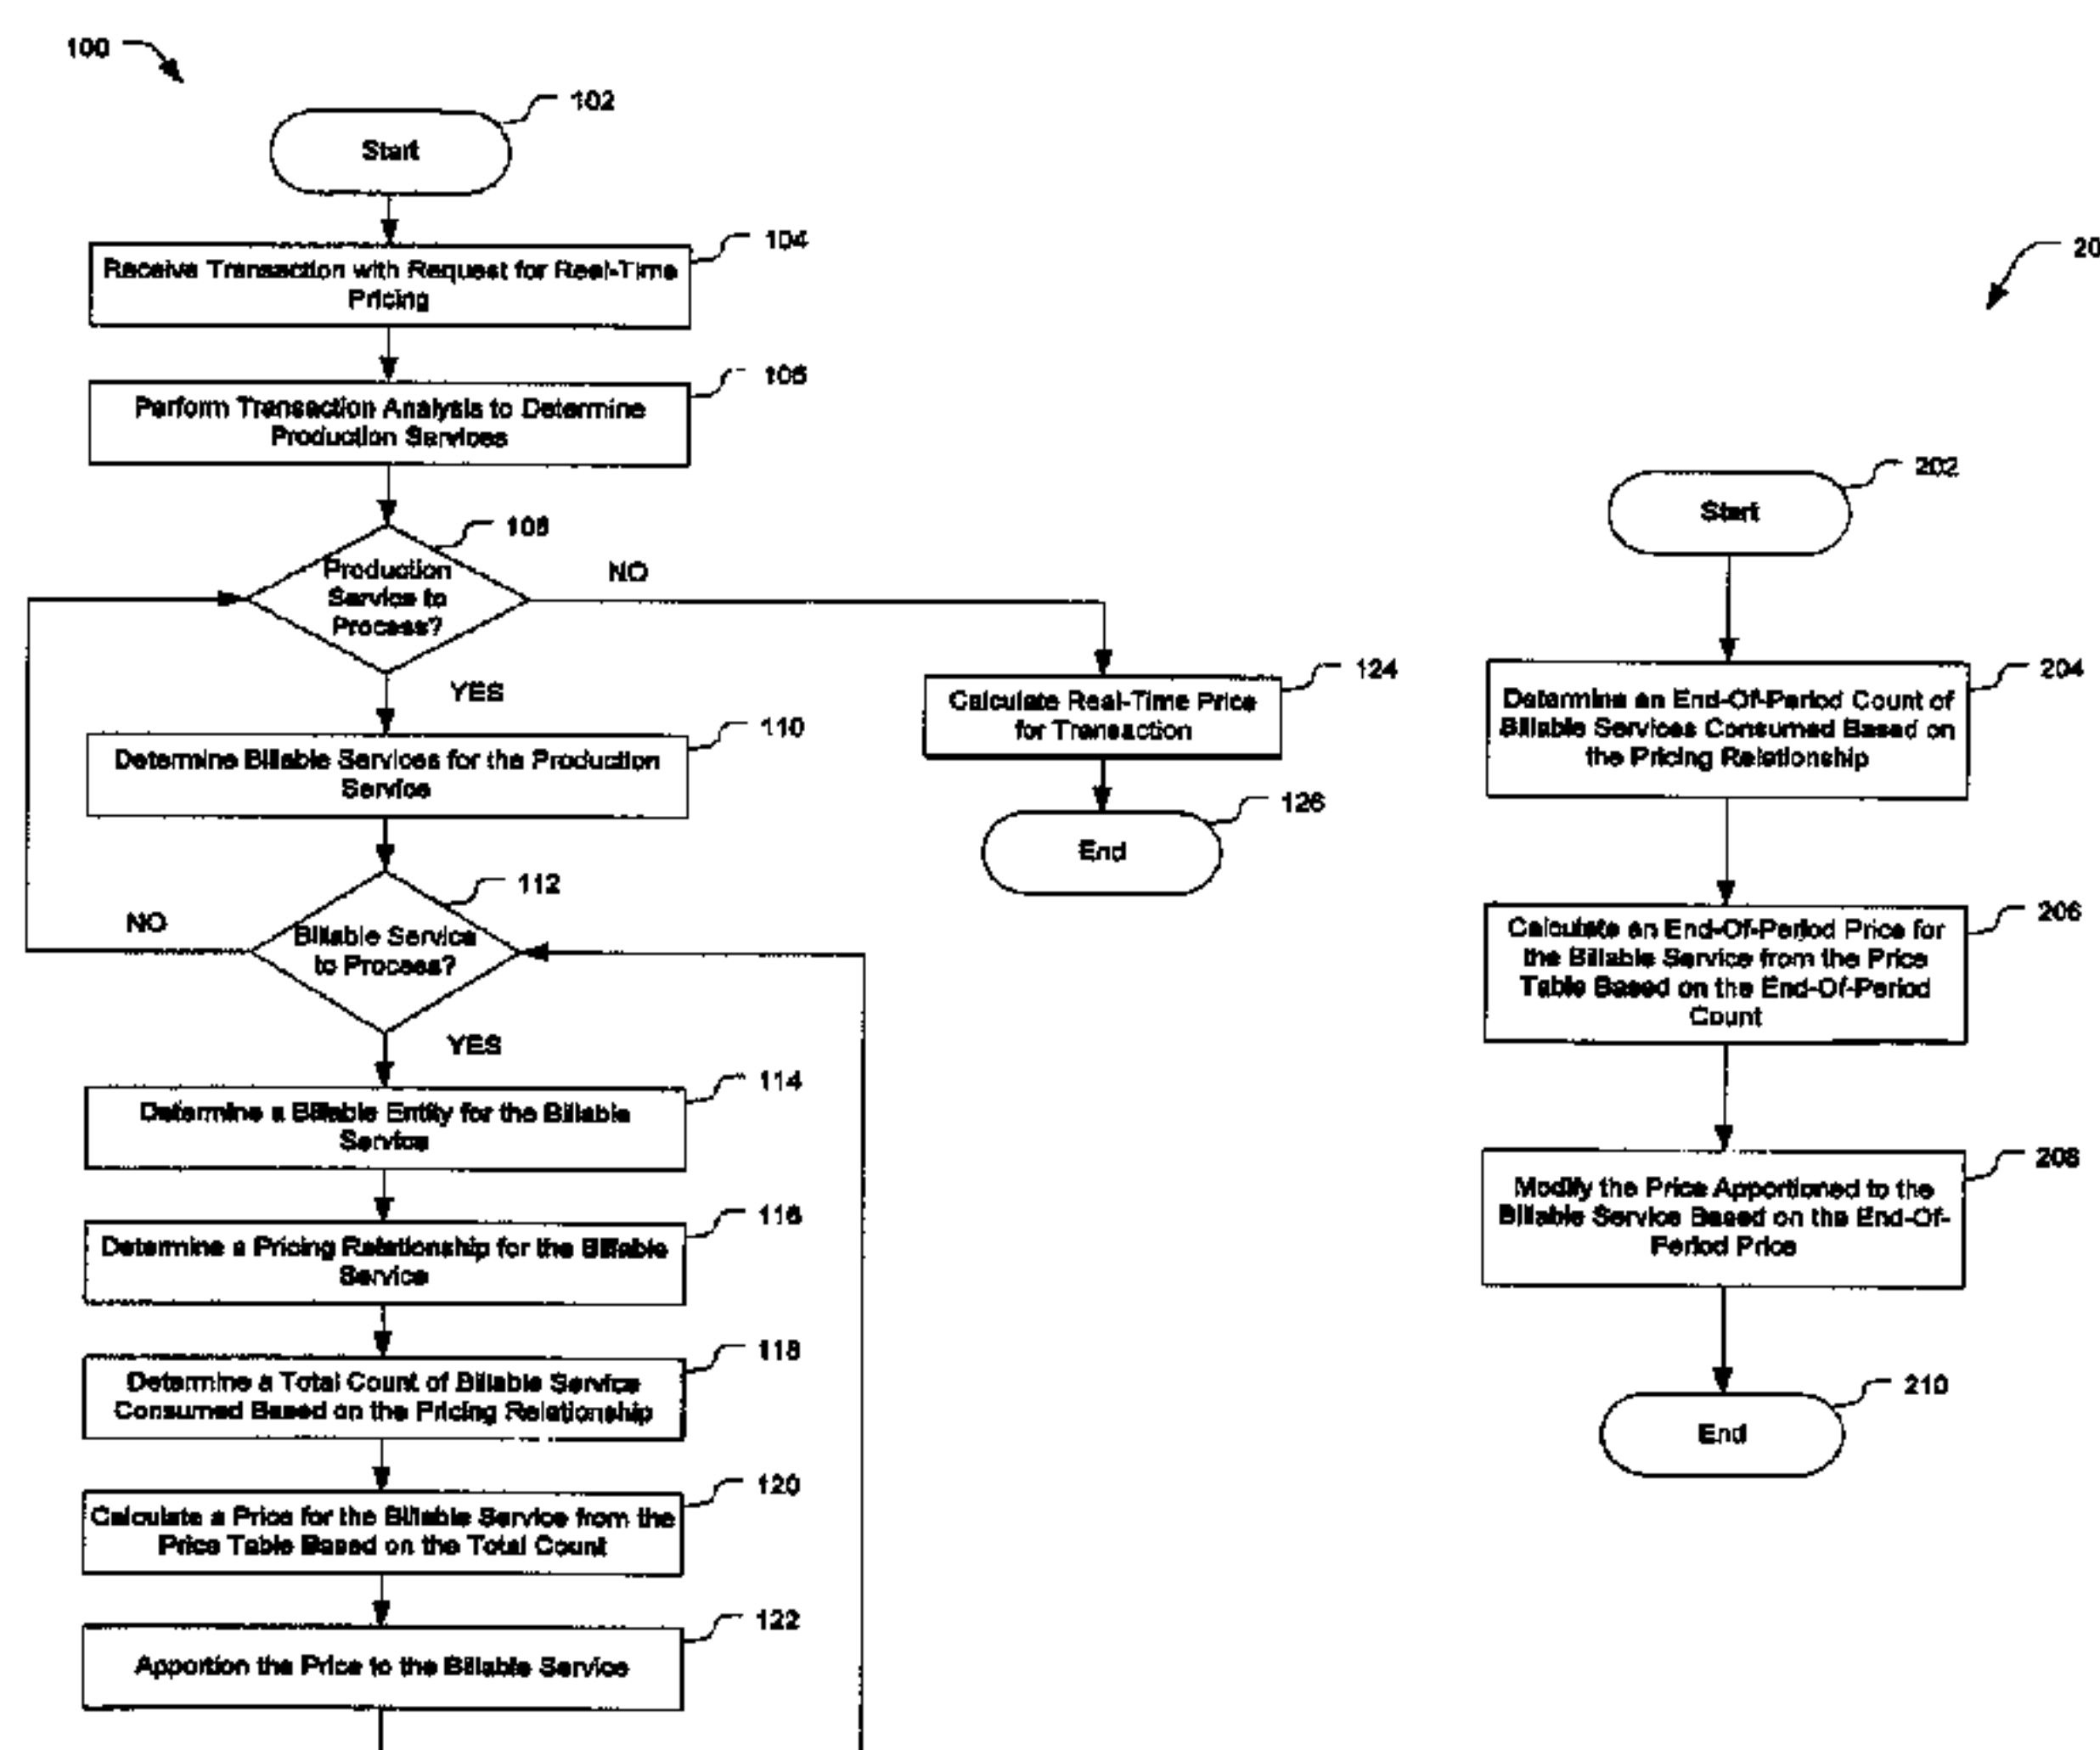 100
102
Start
104
Receive Transaction with Request for Real-Time
Pricing
106
Perform Transaction Analysis to Determine
Production Services
108
Production
Service to
Process?
NO
YES
110
Determine Billable Services for the Production
Service
112
Billable Service
to Process?
NO
YES
114
Determine a Billable Entity for the Billable
Service
116
Determine a Pricing Relationship for the Billable
Service
118
Determine a Total Count of Billable Service
Consumed Based on the Pricing Relationship
120
Calculate a Price for the Billable Service from the
Price Table Based on the Total Count
122
Apportion the Price to the Billable Service
124
Calculate Real-Time Price
for Transaction
126
End
20
202
Start
204
Determine an End-Of-Period Count of
Billable Services Consumed Based on
the Pricing Relationship
206
Calculate an End-Of-Period Price for
the Billable Service from the Price
Table Based on the End-Of-Period
Count
208
Modify the Price Apportioned to the
Billable Service Based on the End-Of-
Period Price
210
End